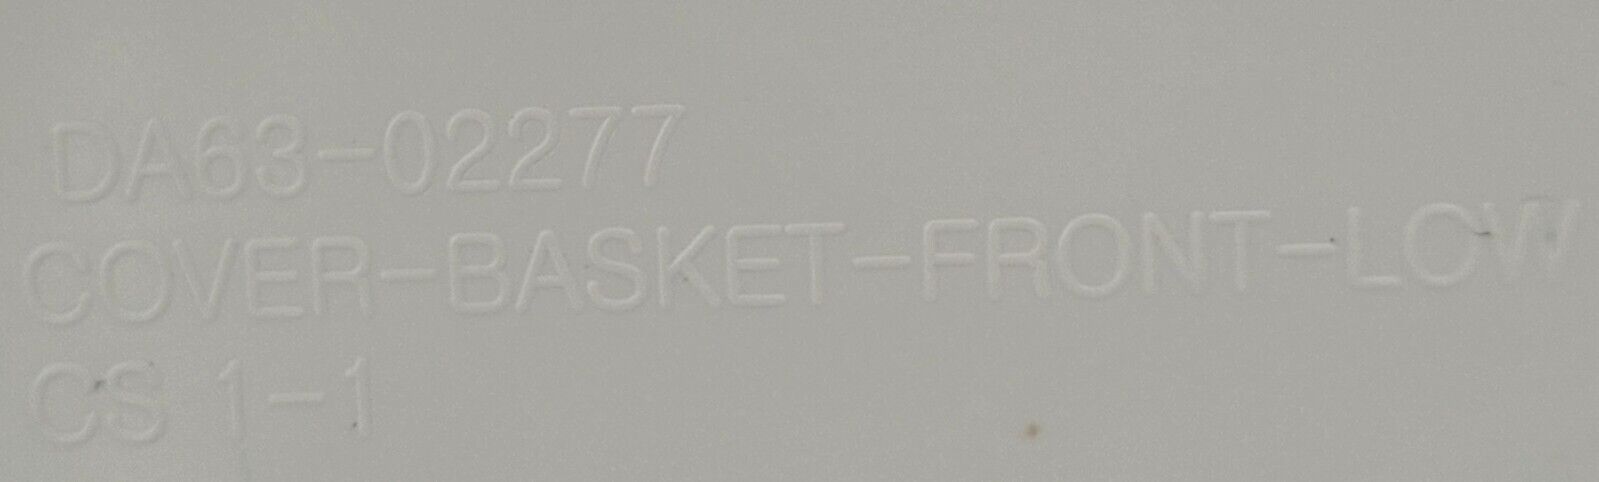 DA63-02277
COVER-BASKET-FRONT-LOW
CS 1-1